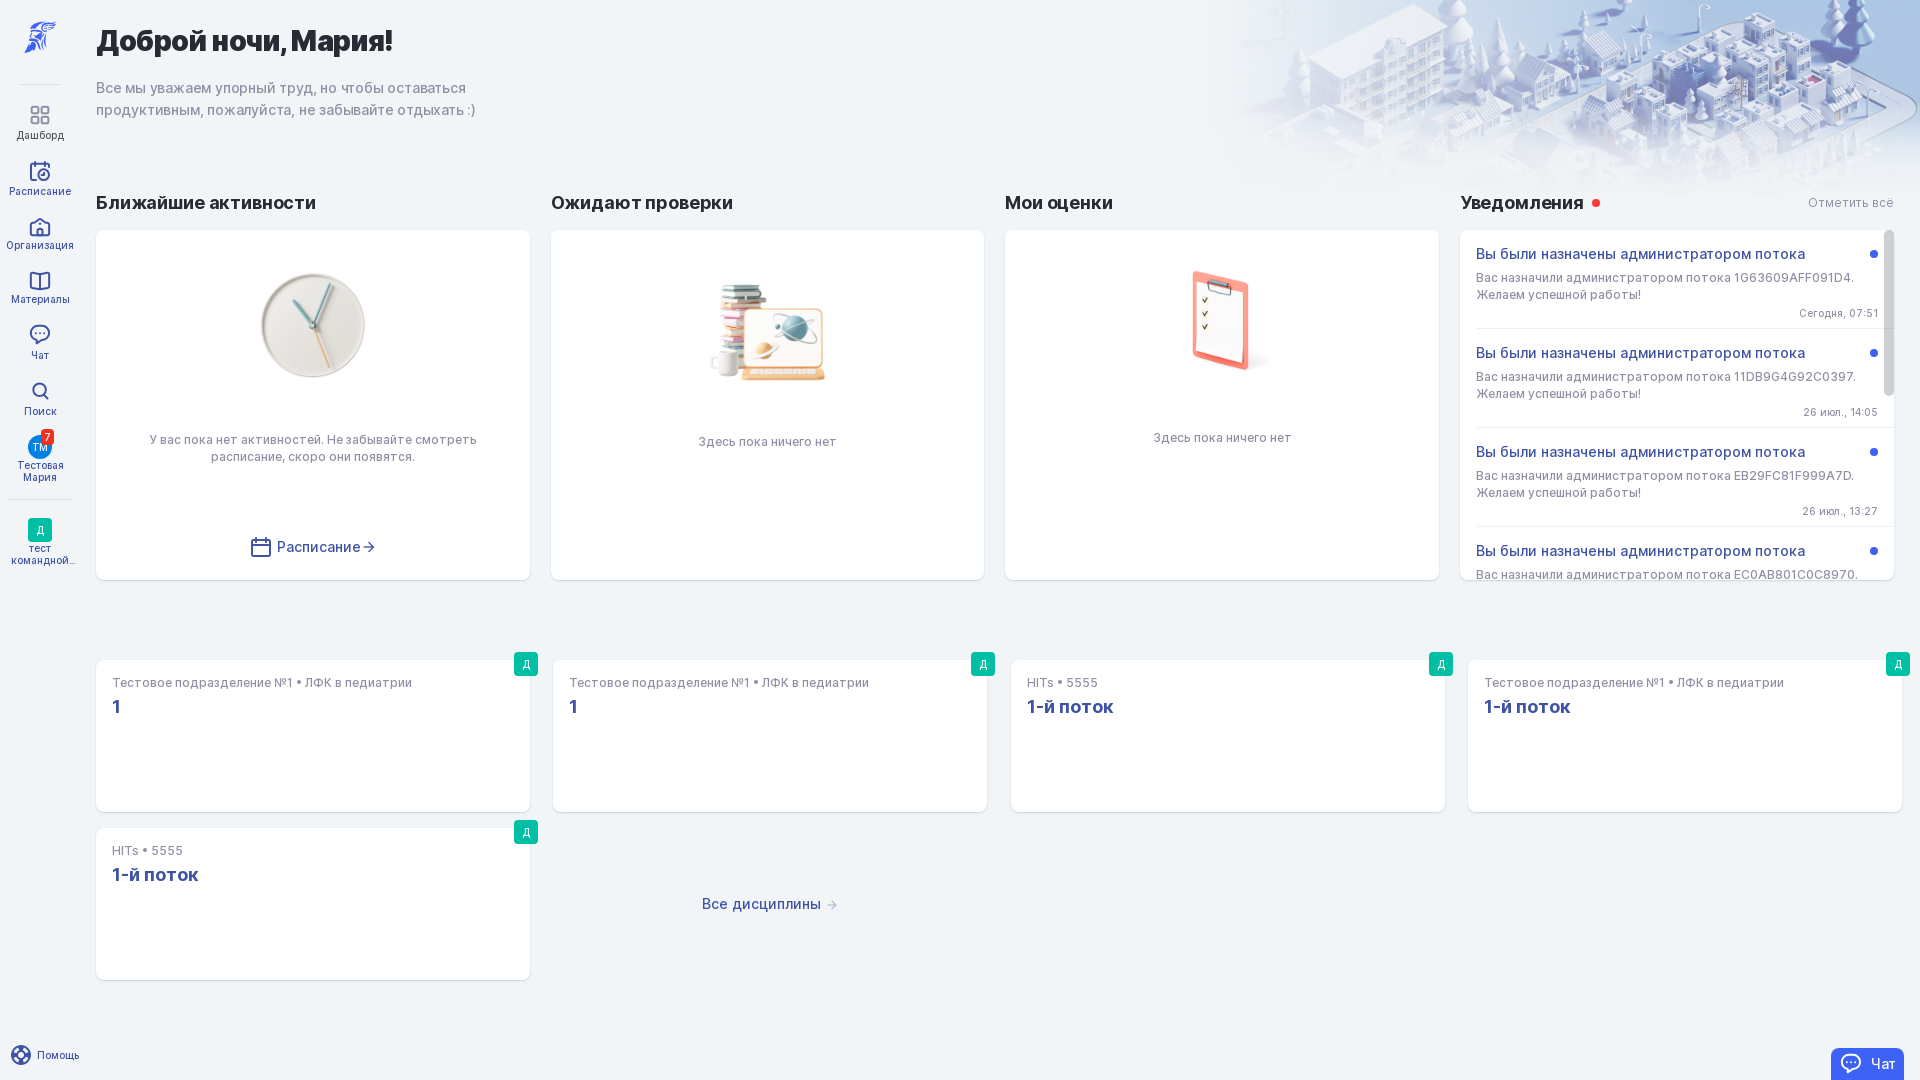 Доброй ночи, Мария!
Все мы уважаем упорный труд, но чтобы оставаться
продуктивным, пожалуйста, не забывайте отдыхать :)
Дашборд
Расписание
Организация
Материалы
Чат
Поиск
ТМ
7
Тестовая
Мария
Д
тест
командной...
Помощь
Ближайшие активности
У вас пока нет активностей. Не забывайте смотреть
расписание, скоро они появятся.
Расписание
Ожидают проверки
Здесь пока ничего нет
Мои оценки
Здесь пока ничего нет
Уведомления
Отметить всё
Вы были назначены администратором потока
Вас назначили администратором потока 1G63609AFF091D4.
Желаем успешной работы!
Сегодня, 07:51
Вы были назначены администратором потока
Вас назначили администратором потока 11DB9G4G92C0397.
Желаем успешной работы!
26 июл., 14:05
Вы были назначены администратором потока
Вас назначили администратором потока EB29FC81F999A7D.
Желаем успешной работы!
26 июл., 13:27
Вы были назначены администратором потока
Вас назначили администратором потока EC0AB801C0C8970.
Д
Тестовое подразделение №1 • ЛФК в педиатрии
1
Д
Тестовое подразделение №1 • ЛФК в педиатрии
1
Д
HITs • 5555
1-й поток
Д
Тестовое подразделение №1 • ЛФК в педиатрии
1-й поток
Д
HITs • 5555
1-й поток
Все дисциплины
Чат